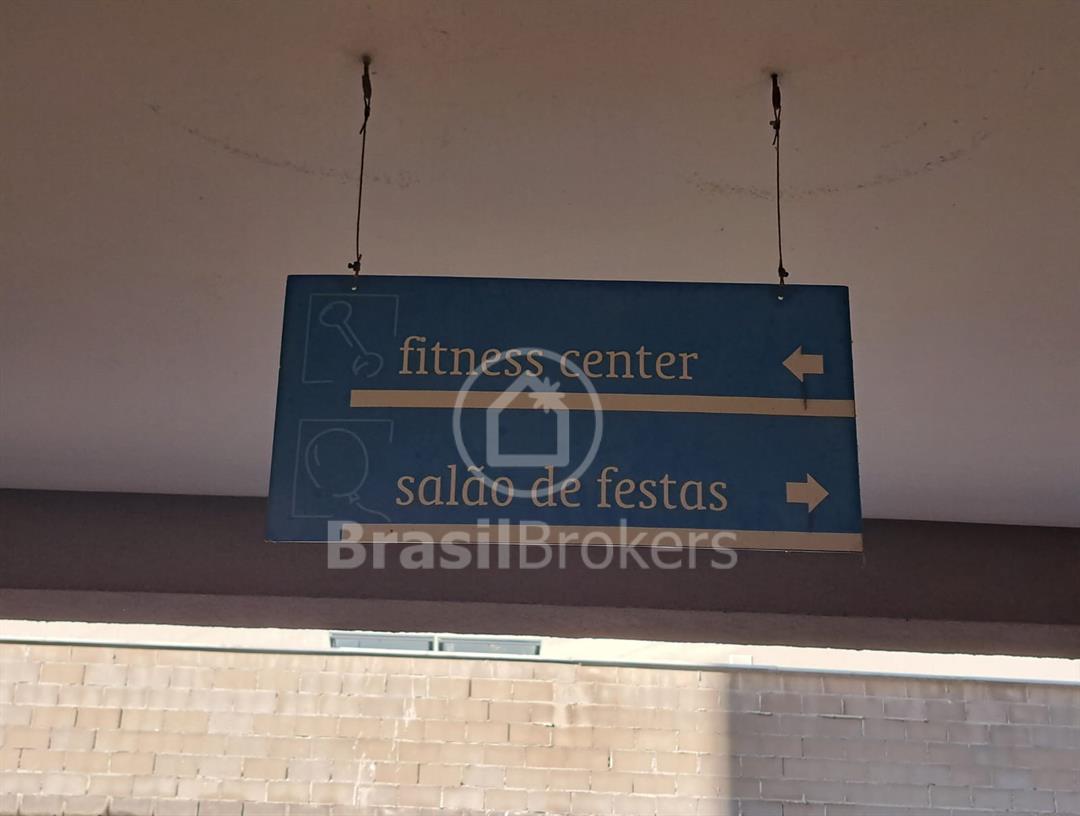 fitness center
salão de festas
BrasilBrokers